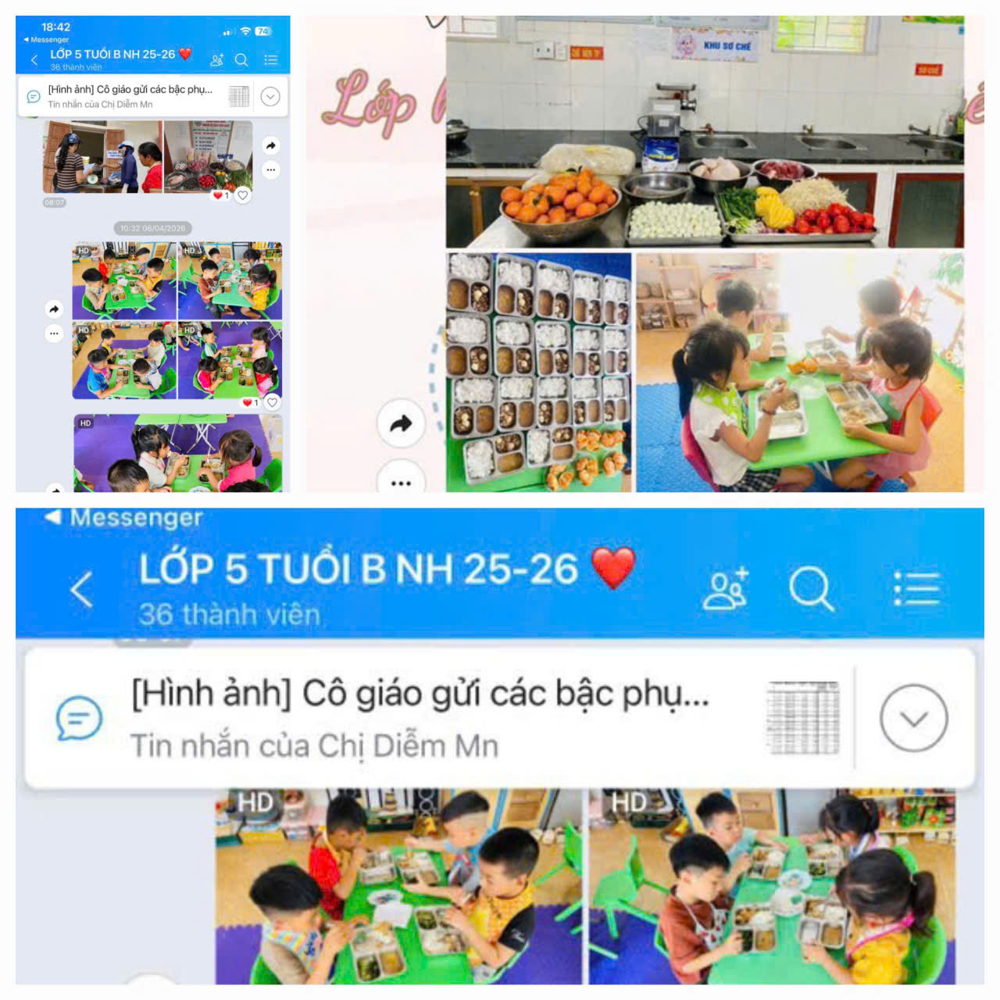 18:42
74
Messenger
LỚP 5 TUỔI B NH 25-26 ❤️
36 thành viên
[Hình ảnh] Cô giáo gửi các bậc phụ...
Tin nhắn của Chị Diễm Mn
1
08:07
10:32 06/04/2026
HD
HD
HD
HD
1
HD
KHU SƠ CHẾ
SƠ CHẾ
Lớp
Messenger
LỚP 5 TUỔI B NH 25-26 ❤️
36 thành viên
[Hình ảnh] Cô giáo gửi các bậc phụ...
Tin nhắn của Chị Diễm Mn
HD
HD